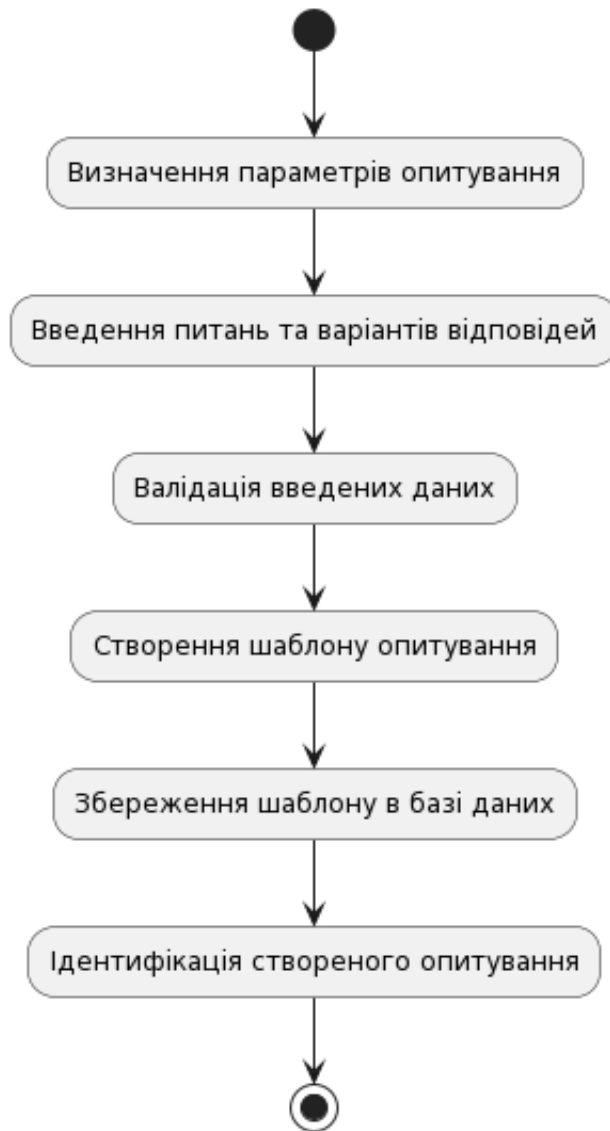 Визначення параметрів опитування
Введення питань та варіантів відповідей
Валідація введених даних
Створення шаблону опитування
Збереження шаблону в базі даних
Ідентифікація створеного опитування